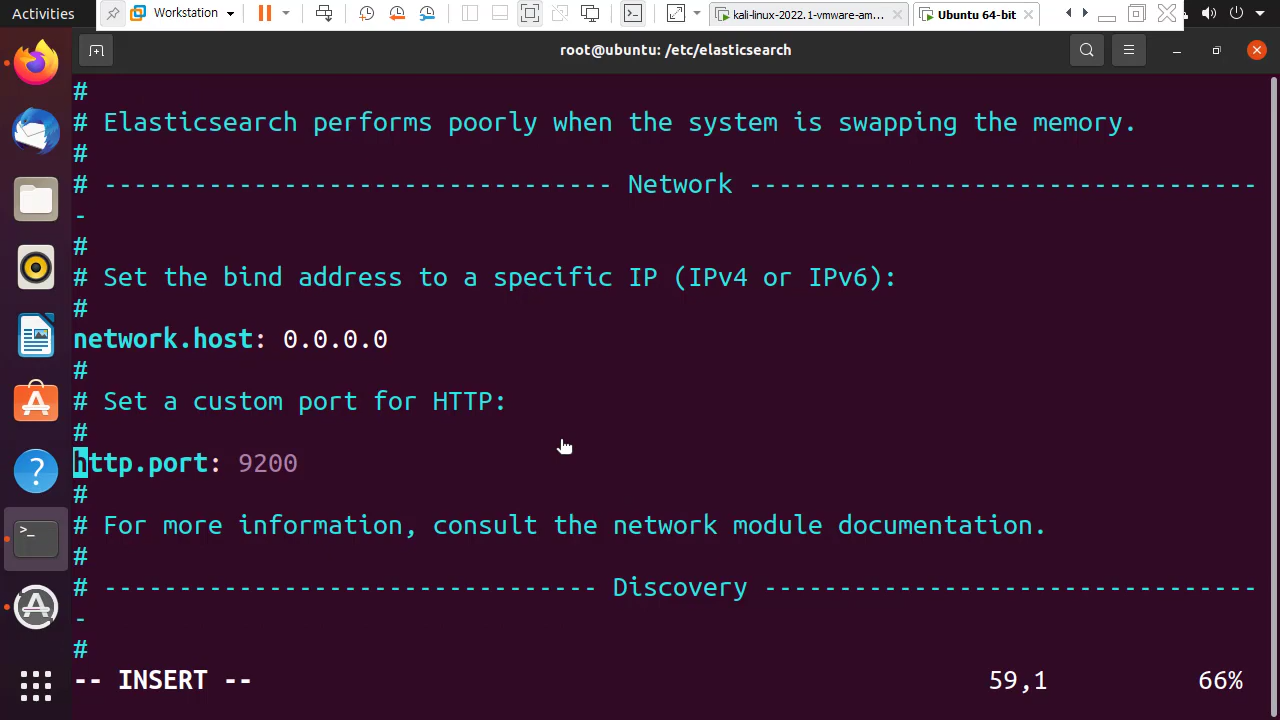 Activities
Workstation
kali-linux-2022.1-vmware-am...
Ubuntu 64-bit
root@ubuntu: /etc/elasticsearch
#
# Elasticsearch performs poorly when the system is swapping the memory.
#
# ---------------------------------- Network ----------------------------------
-
#
# Set the bind address to a specific IP (IPv4 or IPv6):
#
network.host: 0.0.0.0
#
# Set a custom port for HTTP:
#
http.port: 9200
#
# For more information, consult the network module documentation.
#
# --------------------------------- Discovery ---------------------------------
-
#
-- INSERT -- 59,1 66%